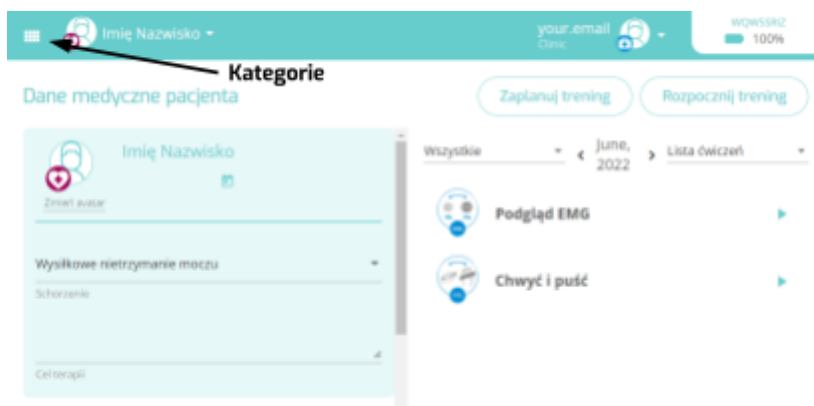 Imię Nazwisko
your.email
Clinic
100%
Kategorie
Dane medyczne pacjenta
Zaplanuj trening
Rozpocznij trening
Imię Nazwisko
Zmień avatar
Wysiłkowe nietrzymanie moczu
Schorzenie
Cel terapii
Wszystkie
June,
2022
Lista ćwiczeń
Podgląd EMG
Chwyć i puść